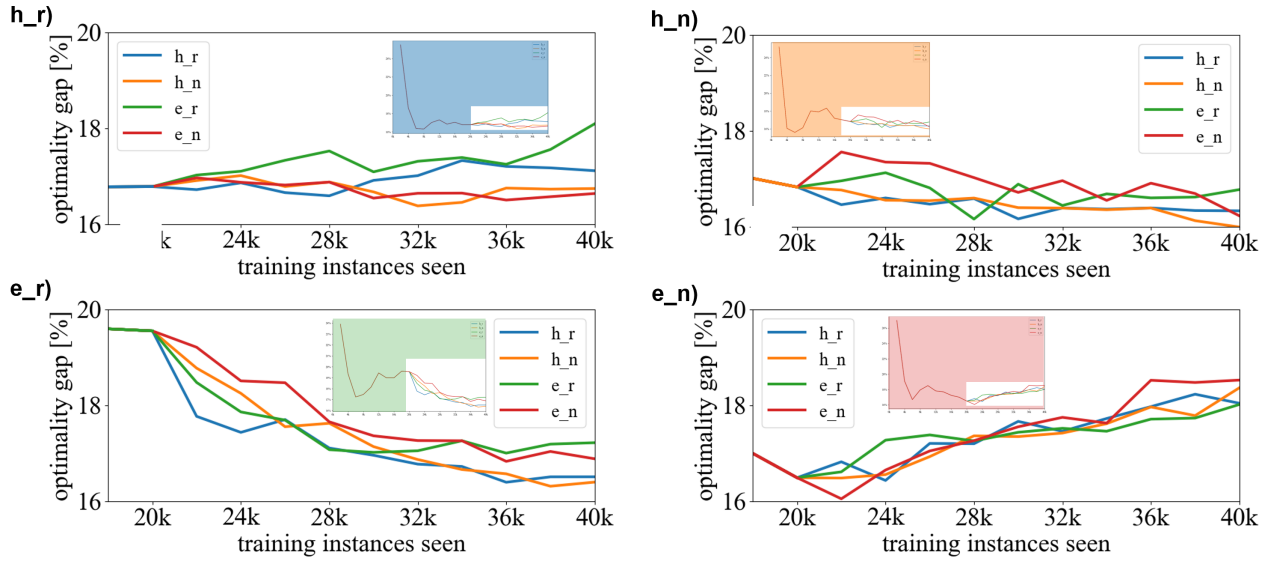 h_r)
20
18
16
optimality gap [%]
h_r
h_n
e_r
e_n
k 24k 28k 32k 36k 40k
training instances seen
h_n)
20
18
16
optimality gap [%]
h_r
h_n
e_r
e_n
20k 24k 28k 32k 36k 40k
training instances seen
e_r)
20
18
16
optimality gap [%]
h_r
h_n
e_r
e_n
20k 24k 28k 32k 36k 40k
training instances seen
e_n)
20
18
16
optimality gap [%]
h_r
h_n
e_r
e_n
20k 24k 28k 32k 36k 40k
training instances seen